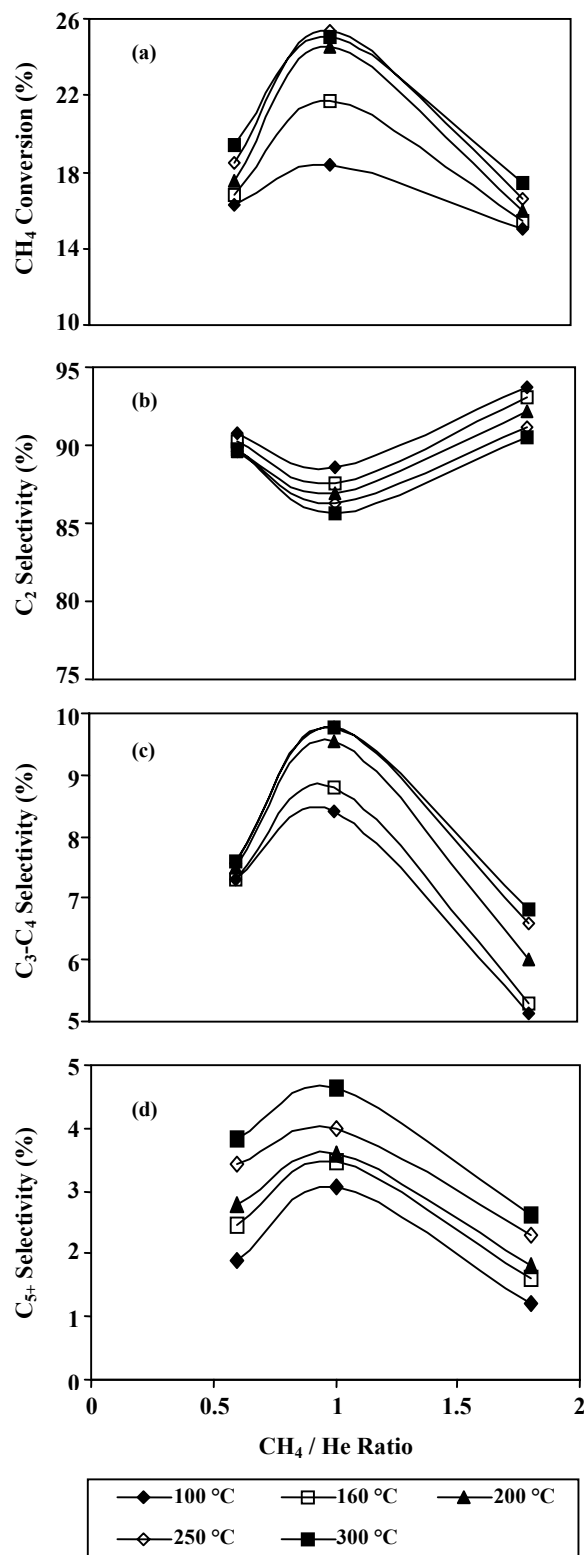 26
22
18
14
10
(a)
CH₄ Conversion (%)
95
90
85
80
75
(b)
C₂ Selectivity (%)
10
9
8
7
6
5
(c)
C₃-C₄ Selectivity (%)
5
4
3
2
1
0
(d)
C₅₊ Selectivity (%)
0 0.5 1 1.5 2
CH₄ / He Ratio
100 °C 160 °C 200 °C
250 °C 300 °C